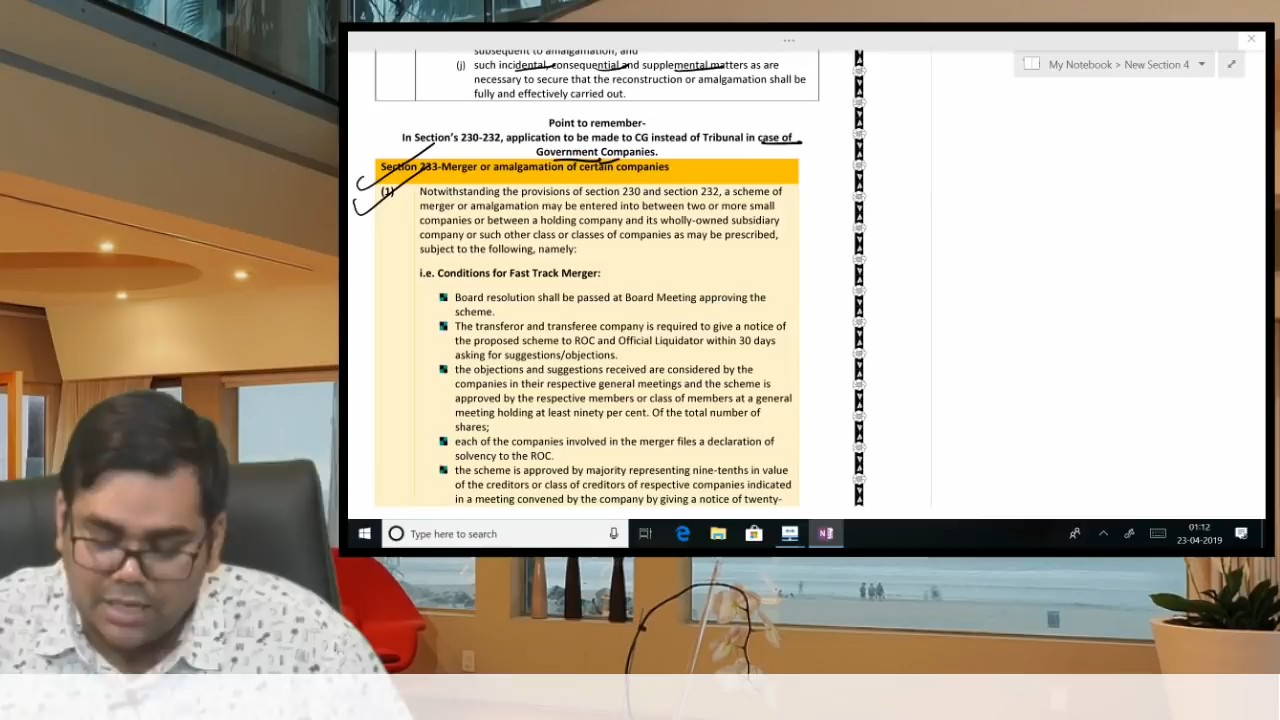 subsequent to amalgamation, and
(j) such incidental, consequential and supplemental matters as are
necessary to secure that the reconstruction or amalgamation shall be
fully and effectively carried out.
Point to remember-
In Section's 230-232, application to be made to CG instead of Tribunal in case of
Government Companies.
Section 233-Merger or amalgamation of certain companies
(1) Notwithstanding the provisions of section 230 and section 232, a scheme of
merger or amalgamation may be entered into between two or more small
companies or between a holding company and its wholly-owned subsidiary
company or such other class or classes of companies as may be prescribed,
subject to the following, namely:
i.e. Conditions for Fast Track Merger:
Board resolution shall be passed at Board Meeting approving the
scheme.
The transferor and transferee company is required to give a notice of
the proposed scheme to ROC and Official Liquidator within 30 days
asking for suggestions/objections.
the objections and suggestions received are considered by the
companies in their respective general meetings and the scheme is
approved by the respective members or class of members at a general
meeting holding at least ninety per cent. Of the total number of
shares;
each of the companies involved in the merger files a declaration of
solvency to the ROC.
the scheme is approved by majority representing nine-tenths in value
of the creditors or class of creditors of respective companies indicated
in a meeting convened by the company by giving a notice of twenty-
My Notebook > New Section 4
Type here to search
01:12
23-04-2019